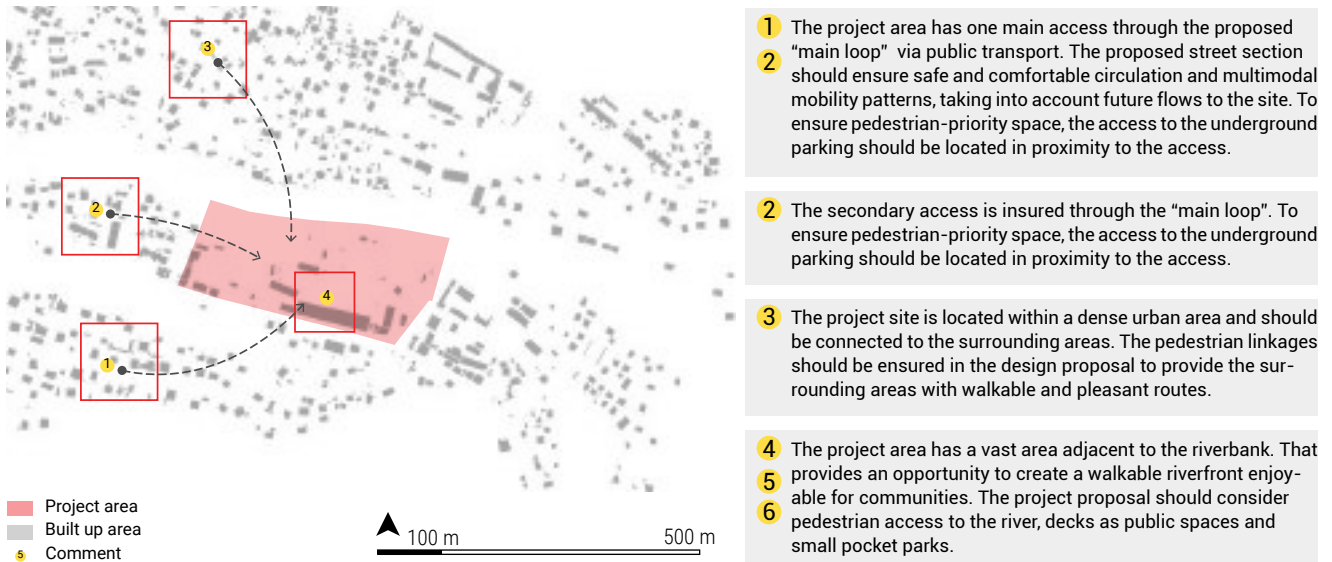 3
2
4
1
Project area
Built up area
5
Comment
100 m
500 m
1
2
The project area has one main access through the proposed
“main loop” via public transport. The proposed street section
should ensure safe and comfortable circulation and multimodal
mobility patterns, taking into account future flows to the site. To
ensure pedestrian-priority space, the access to the underground
parking should be located in proximity to the access.
2
The secondary access is insured through the “main loop”. To
ensure pedestrian-priority space, the access to the underground
parking should be located in proximity to the access.
3
The project site is located within a dense urban area and should
be connected to the surrounding areas. The pedestrian linkages
should be ensured in the design proposal to provide the sur-
rounding areas with walkable and pleasant routes.
4
5
6
The project area has a vast area adjacent to the riverbank. That
provides an opportunity to create a walkable riverfront enjoy-
able for communities. The project proposal should consider
pedestrian access to the river, decks as public spaces and
small pocket parks.